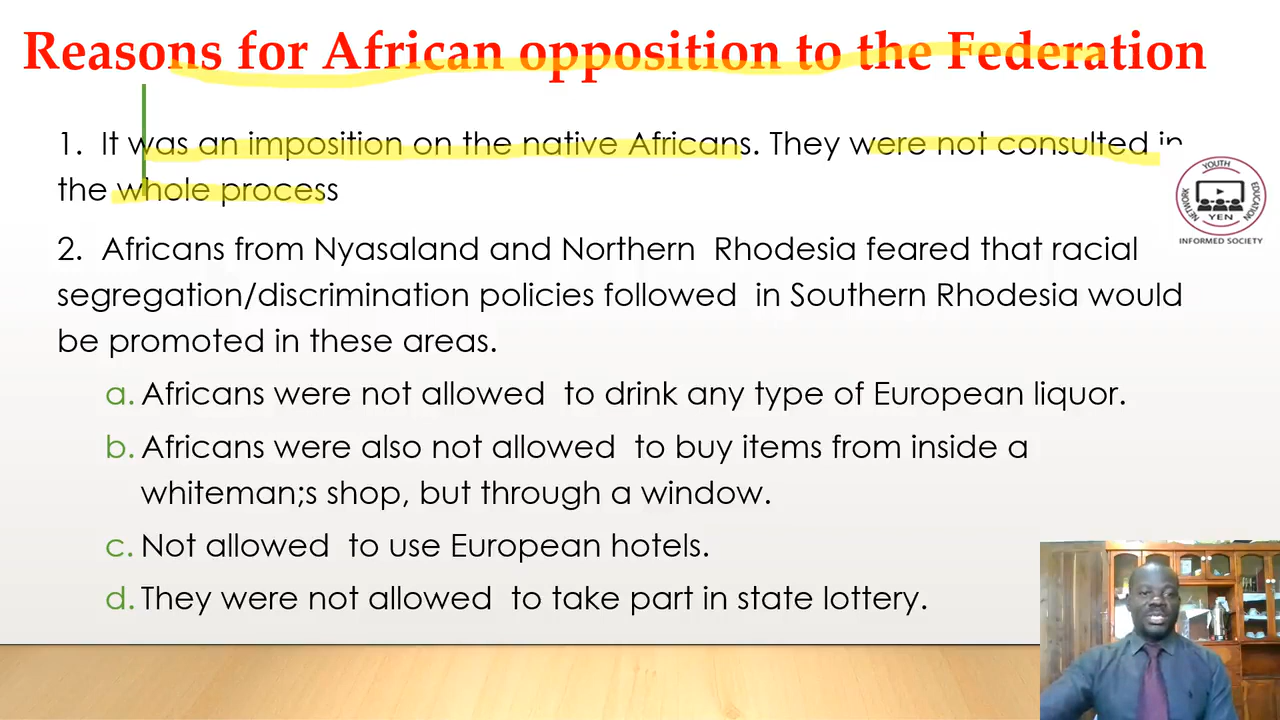 Reasons for African opposition to the Federation
1. It was an imposition on the native Africans. They were not consulted in
the whole process
2. Africans from Nyasaland and Northern Rhodesia feared that racial
segregation/discrimination policies followed in Southern Rhodesia would
be promoted in these areas.
a. Africans were not allowed to drink any type of European liquor.
b. Africans were also not allowed to buy items from inside a
whiteman;s shop, but through a window.
c. Not allowed to use European hotels.
d. They were not allowed to take part in state lottery.
YOUTH
EDUCATION
NETWORK
YEN
INFORMED SOCIETY